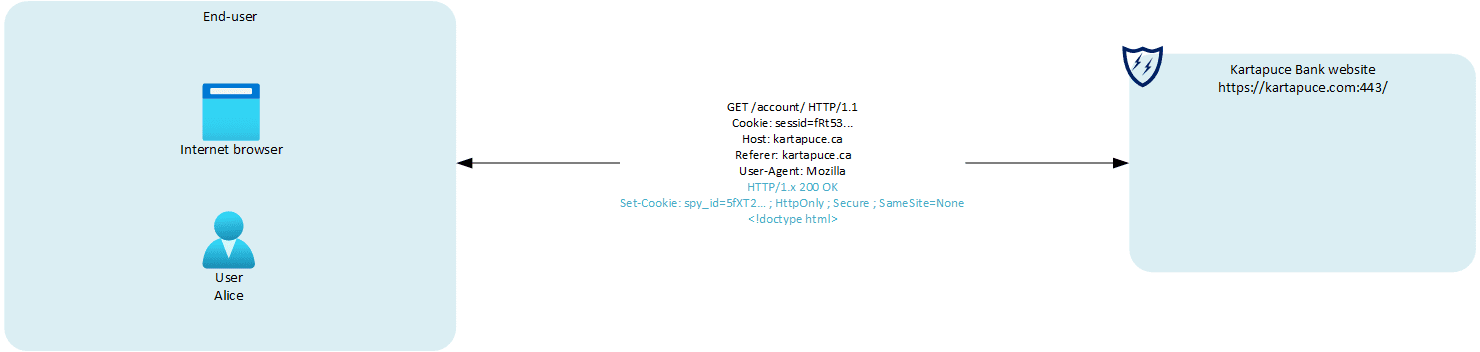 End-user
Internet browser
User
Alice
GET /account/ HTTP/1.1
Cookie: sessid=fRt53...
Host: kartapuce.ca
Referer: kartapuce.ca
User-Agent: Mozilla
HTTP/1.x 200 OK
Set-Cookie: spy_id=5fXT2... ; HttpOnly ; Secure ; SameSite=None
<!doctype html>
Kartapuce Bank website
https://kartapuce.com:443/